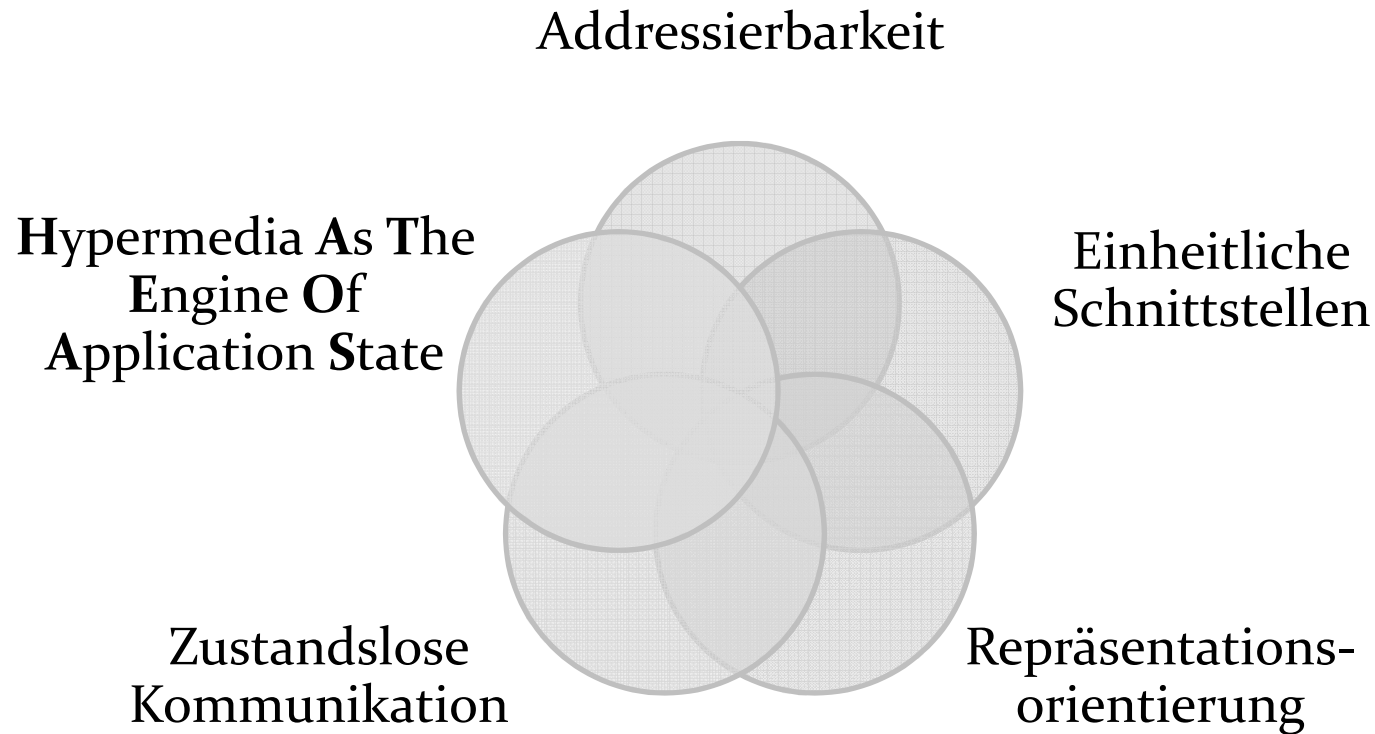 Addressierbarkeit
Hypermedia As The
Engine Of
Application State
Einheitliche
Schnittstellen
Zustandslose
Kommunikation
Repräsentations-
orientierung